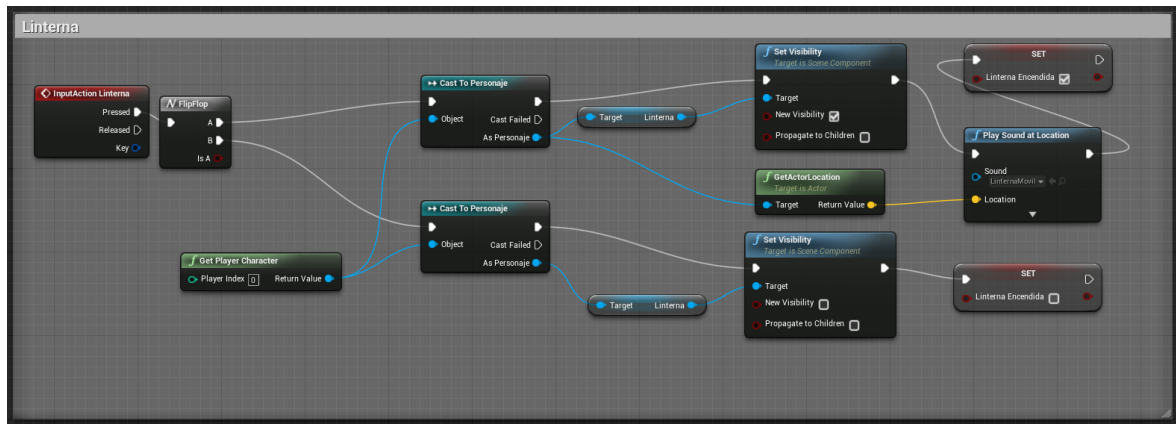 Linterna
InputAction Linterna
Pressed
Released
Key
FlipFlop
A
B
Is A
Get Player Character
Player Index 0 Return Value
Cast To Personaje
Object Cast Failed
As Personaje
Cast To Personaje
Object Cast Failed
As Personaje
Target Linterna
Target Linterna
Set Visibility
Target is Scene Component
Target
New Visibility
Propagate to Children
GetActorLocation
Target is Actor
Target Return Value
Set Visibility
Target is Scene Component
Target
New Visibility
Propagate to Children
SET
Linterna Encendida
Play Sound at Location
Sound
LinternaMovil
Location
SET
Linterna Encendida